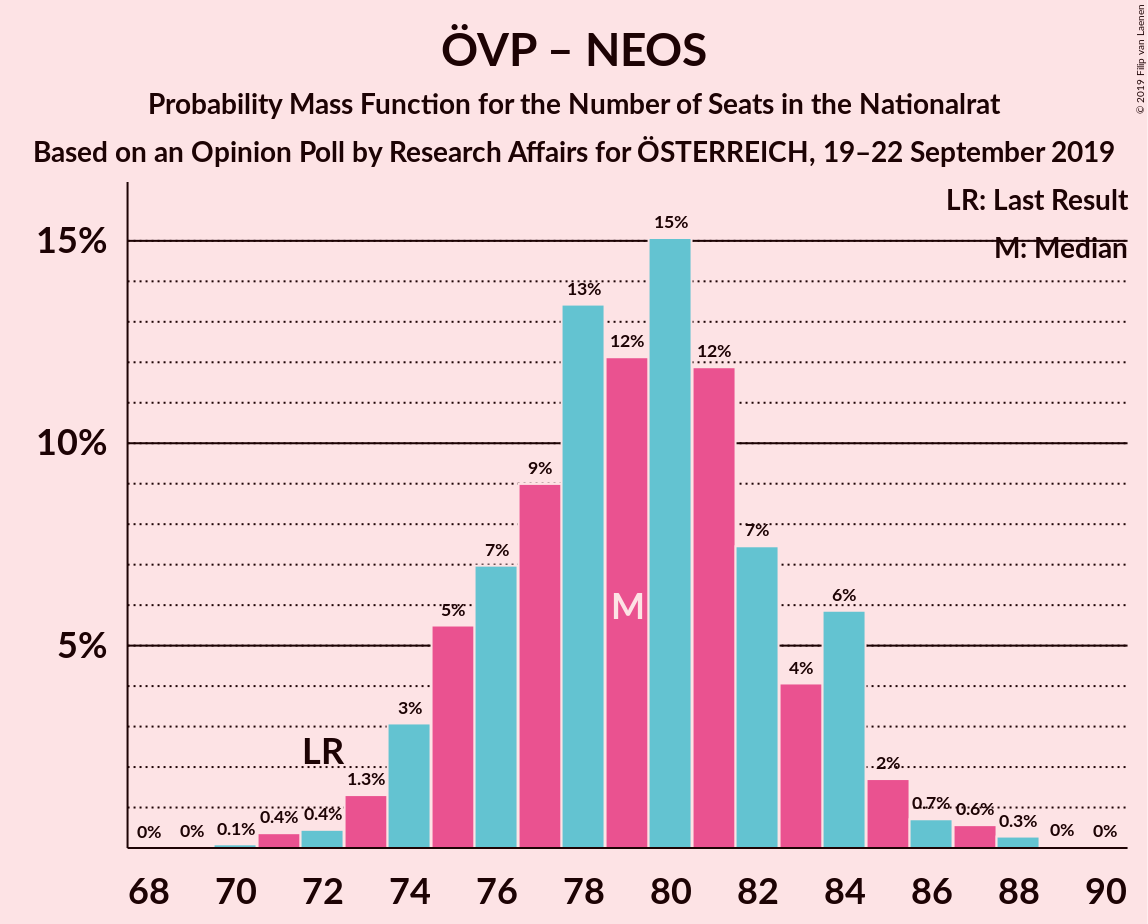 ÖVP – NEOS
Probability Mass Function for the Number of Seats in the Nationalrat
Based on an Opinion Poll by Research Affairs for ÖSTERREICH, 19–22 September 2019
© 2019 Filip van Laenen
LR: Last Result
M: Median
15%
10%
5%
0% 0% 0.1% 0.4% 0.4% 1.3% 3% 5% 7% 9% 13% 12% 15% 12% 7% 4% 6% 2% 0.7% 0.6% 0.3% 0% 0%
LR
M
68 70 72 74 76 78 80 82 84 86 88 90